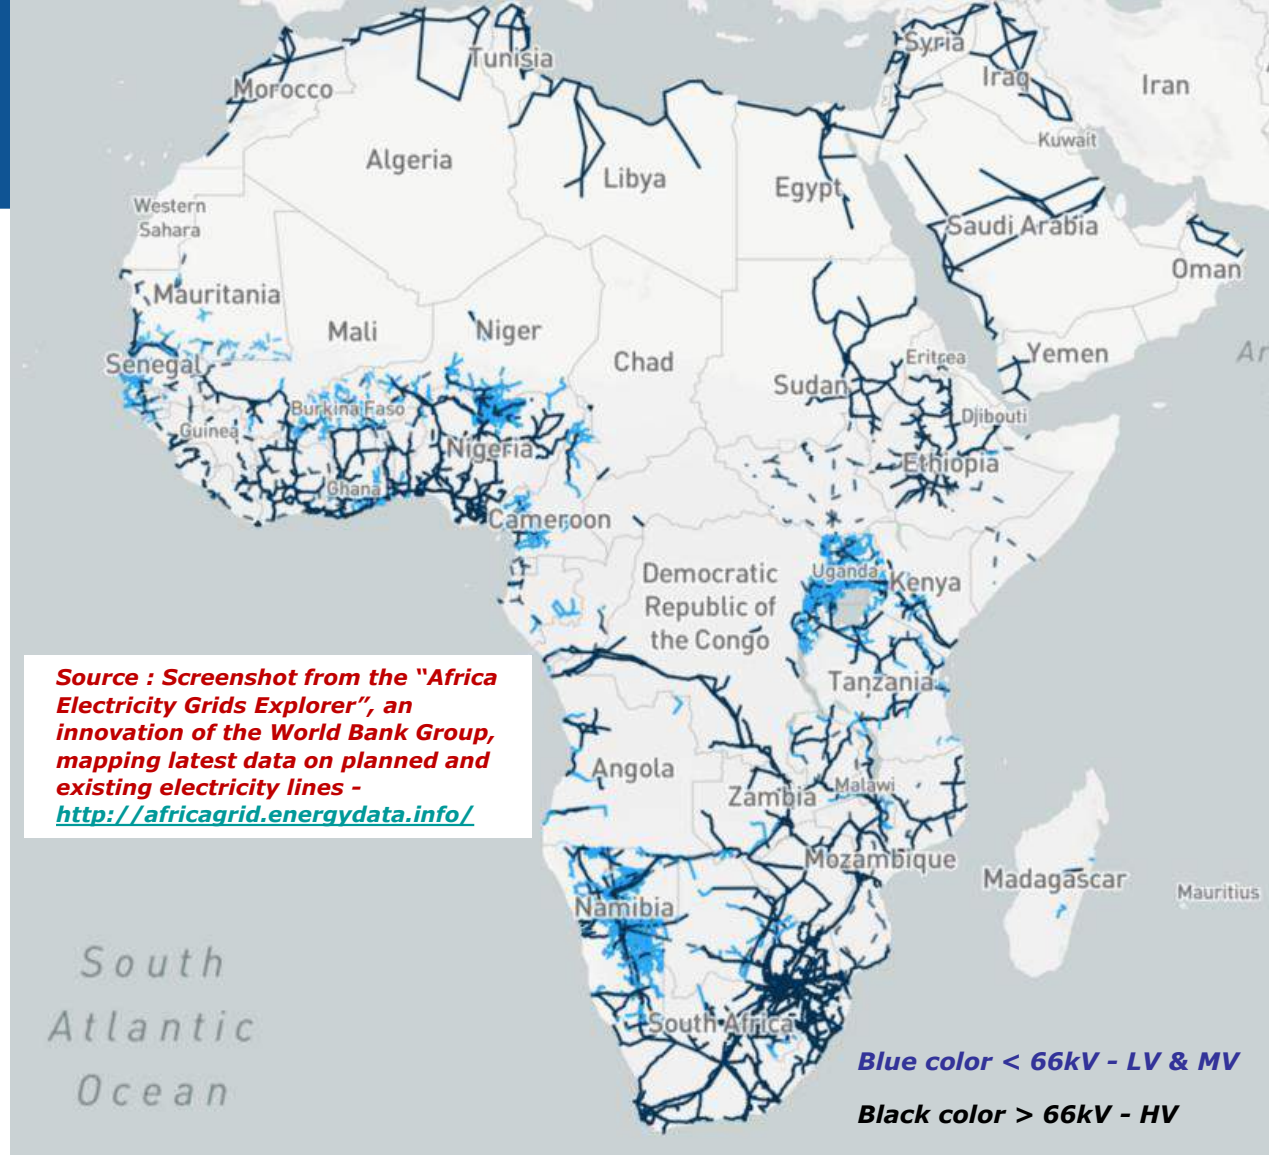 Syria
Tunisia
Iraq
Iran
Morocco
Kuwait
Algeria
Libya
Egypt
Western
Sahara
Saudi Arabia
Oman
Mauritania
Mali
Niger
Chad
Eritrea
Yemen
Ar
Senegal
Sudan
Burkina Faso
Djibouti
Guinea
Nigeria
Ethiopia
Ghana
Cameroon
Democratic
Republic of
the Congo
Uganda
Kenya
Source : Screenshot from the “Africa
Electricity Grids Explorer”, an
innovation of the World Bank Group,
mapping latest data on planned and
existing electricity lines -
http://africagrid.energydata.info/
Tanzania
Angola
Zambia
Malawi
Mozambique
Madagascar
Mauritius
Namibia
South
Atlantic
Ocean
South Africa
Blue color < 66kV – LV & MV
Black color > 66kV – HV